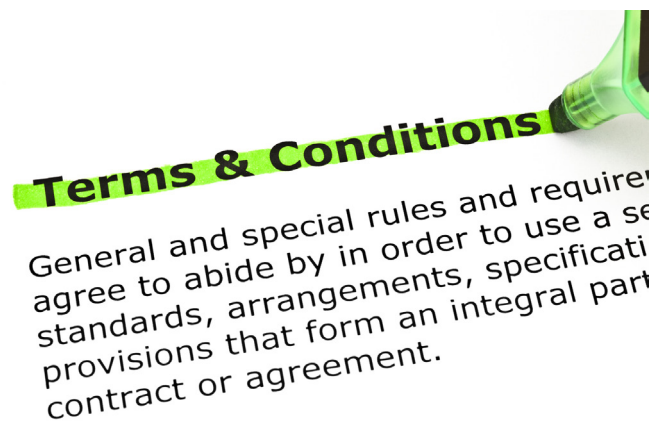 Terms & Conditions
General and special rules and
agree to abide by in order to use a
standards, arrangements,
provisions that form an integral part
contract or agreement.